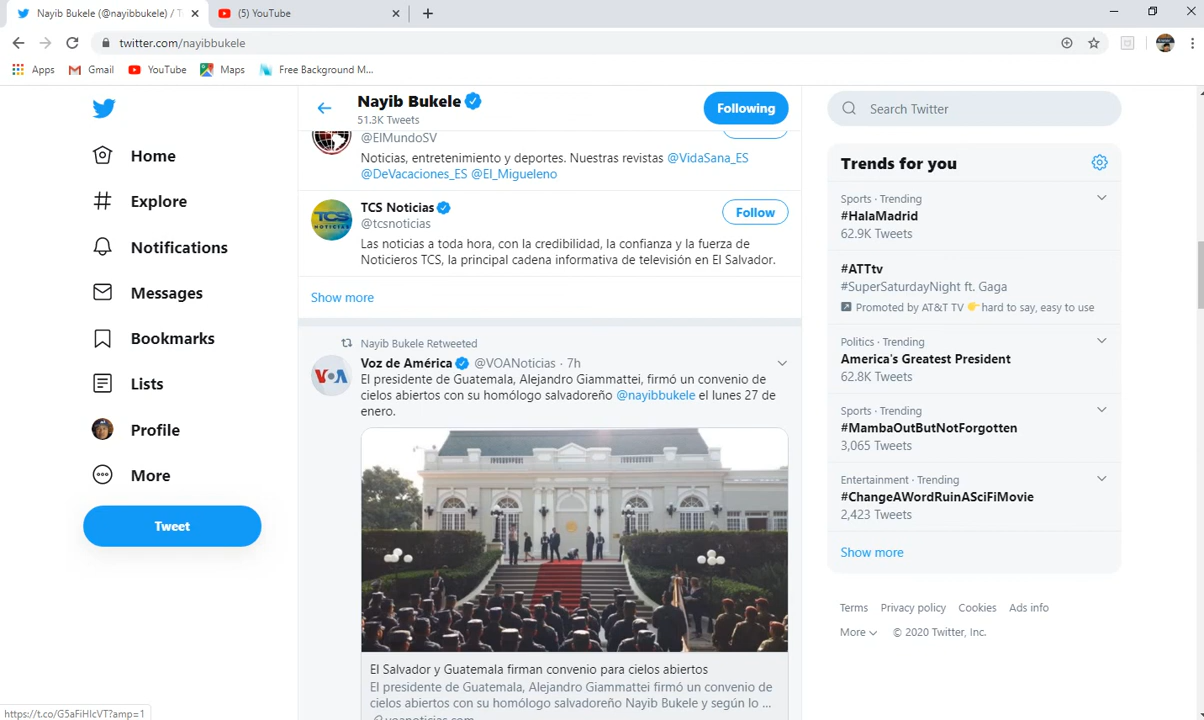 Nayib Bukele (@nayibbukele) / T
(5) YouTube
twitter.com/nayibbukele
Apps
Gmail
YouTube
Maps
Free Background M...
Home
Explore
Notifications
Messages
Bookmarks
Lists
Profile
More
Tweet
Nayib Bukele
51.3K Tweets
Following
@ElMundoSV
Noticias, entretenimiento y deportes. Nuestras revistas @VidaSana_ES
@DeVacaciones_ES @El_Migueleno
TCS NOTICIAS
TCS Noticias
@tcsnoticias
Follow
Las noticias a toda hora, con la credibilidad, la confianza y la fuerza de
Noticieros TCS, la principal cadena informativa de televisión en El Salvador.
Show more
Nayib Bukele Retweeted
VOA
Voz de América @VOANoticias · 7h
El presidente de Guatemala, Alejandro Giammattei, firmó un convenio de
cielos abiertos con su homólogo salvadoreño @nayibbukele el lunes 27 de
enero.
El Salvador y Guatemala firman convenio para cielos abiertos
El presidente de Guatemala, Alejandro Giammattei, firmó un convenio de
cielos abiertos con su homólogo salvadoreño Nayib Bukele y según lo ...
voanoticias.com
Search Twitter
Trends for you
Sports · Trending
#HalaMadrid
62.9K Tweets
#ATTtv
#SuperSaturdayNight ft. Gaga
Promoted by AT&T TV 👉 hard to say, easy to use
Politics · Trending
America's Greatest President
62.8K Tweets
Sports · Trending
#MambaOutButNotForgotten
3,065 Tweets
Entertainment · Trending
#ChangeAWordRuinASciFiMovie
2,423 Tweets
Show more
Terms Privacy policy Cookies Ads info
More © 2020 Twitter, Inc.
https://t.co/G5aFiHIcVT?amp=1